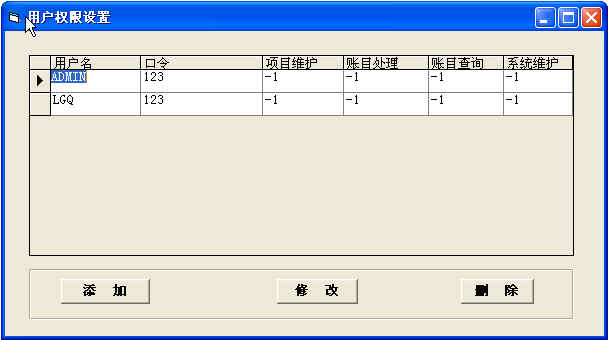 用户权限设置
用户名 口令 项目维护 账目处理 账目查询 系统维护
ADMIN 123 -1 -1 -1 -1
LGQ 123 -1 -1 -1 -1
添 加 修 改 删 除